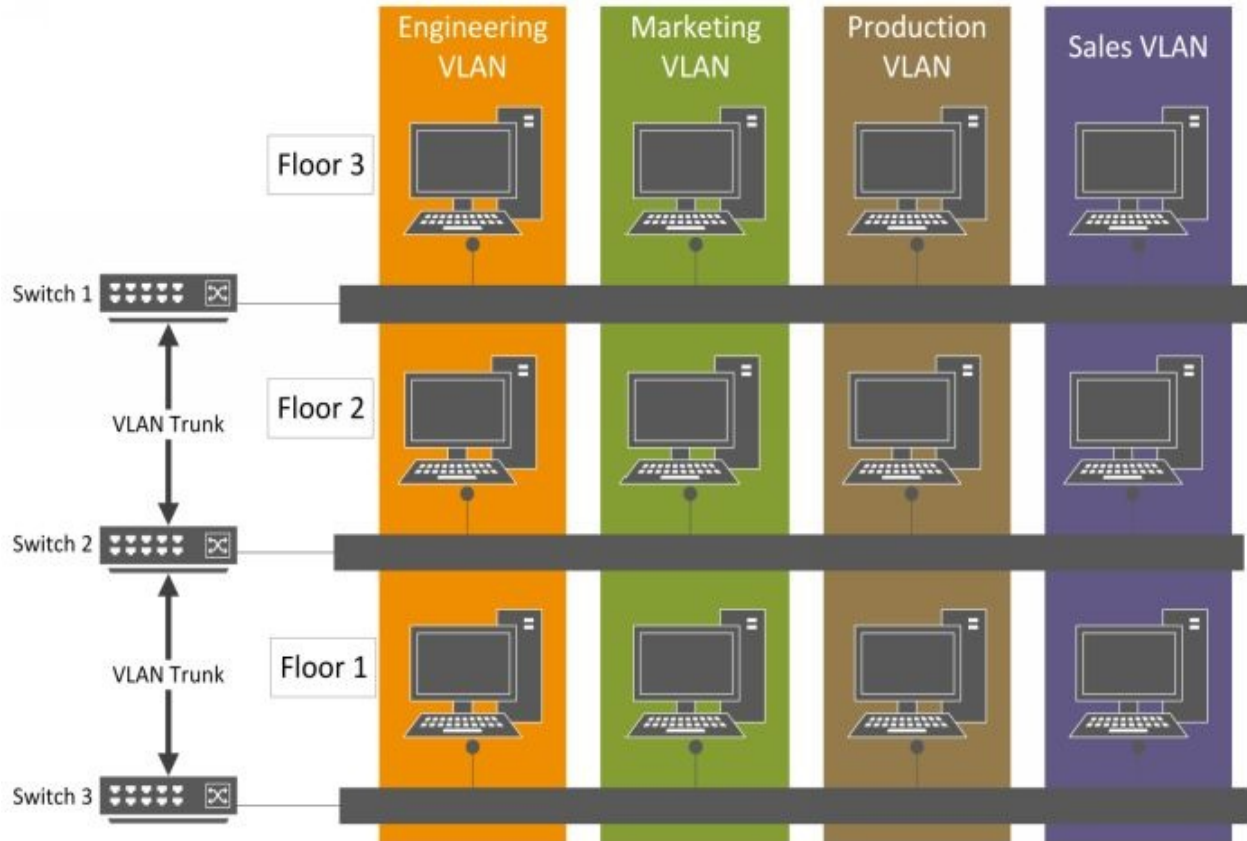 Engineering
VLAN
Marketing
VLAN
Production
VLAN
Sales VLAN
Floor 3
Switch 1
Floor 2
VLAN Trunk
Switch 2
Floor 1
VLAN Trunk
Switch 3